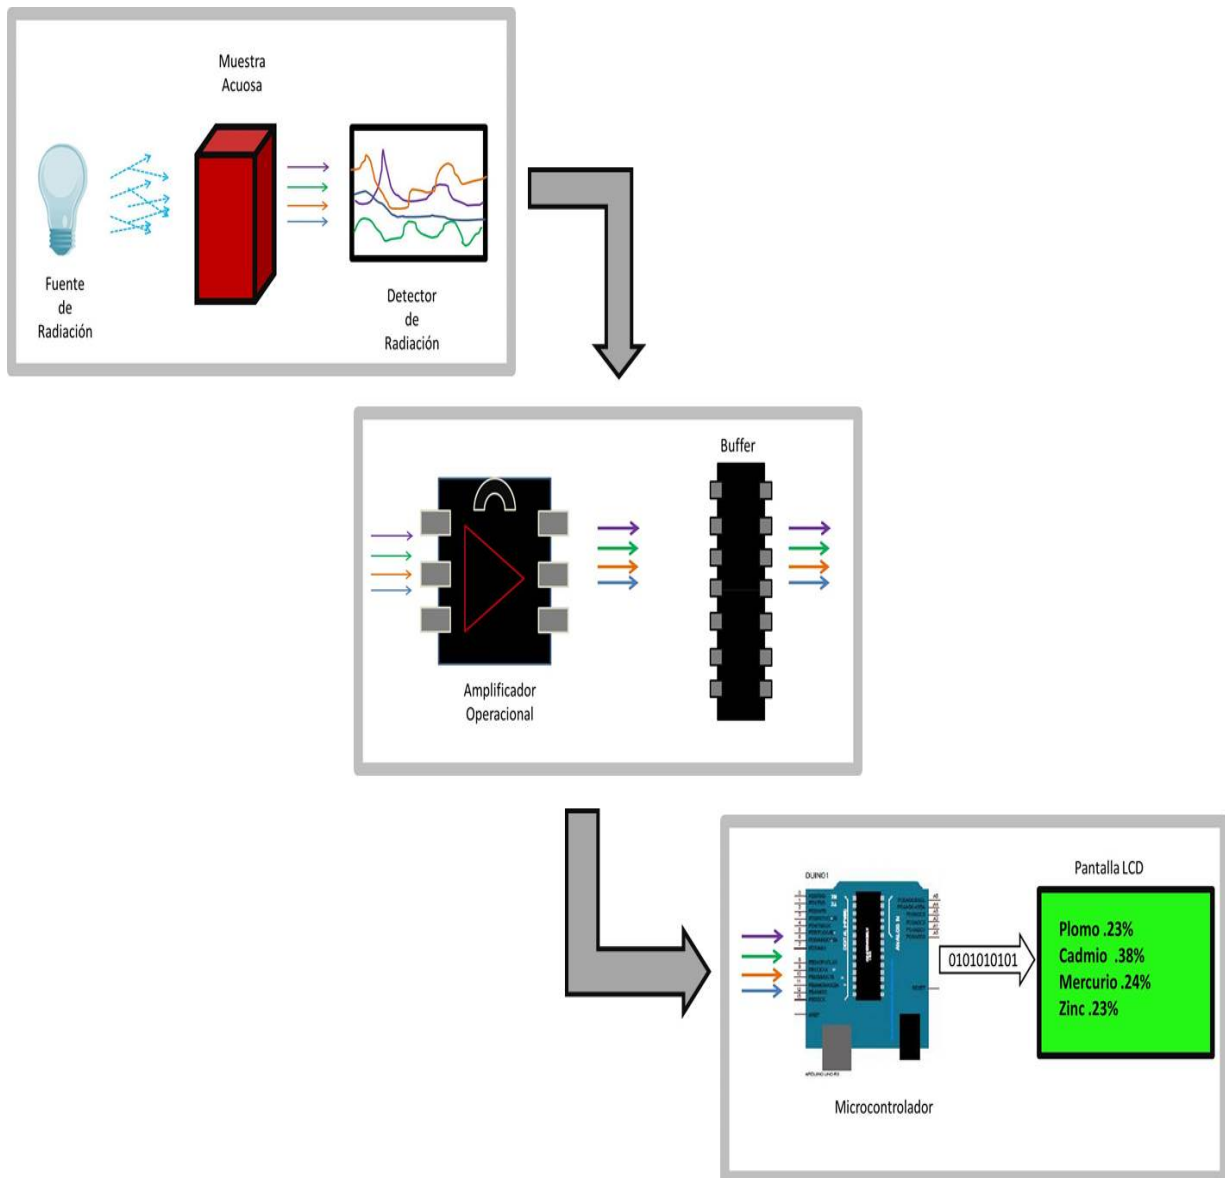 Muestra
Acuosa
Fuente
de
Radiación
Detector
de
Radiación
Buffer
Amplificador
Operacional
DUINO1
Pantalla LCD
Plomo .23%
Cadmio .38%
Mercurio .24%
Zinc .23%
0101010101
Microcontrolador